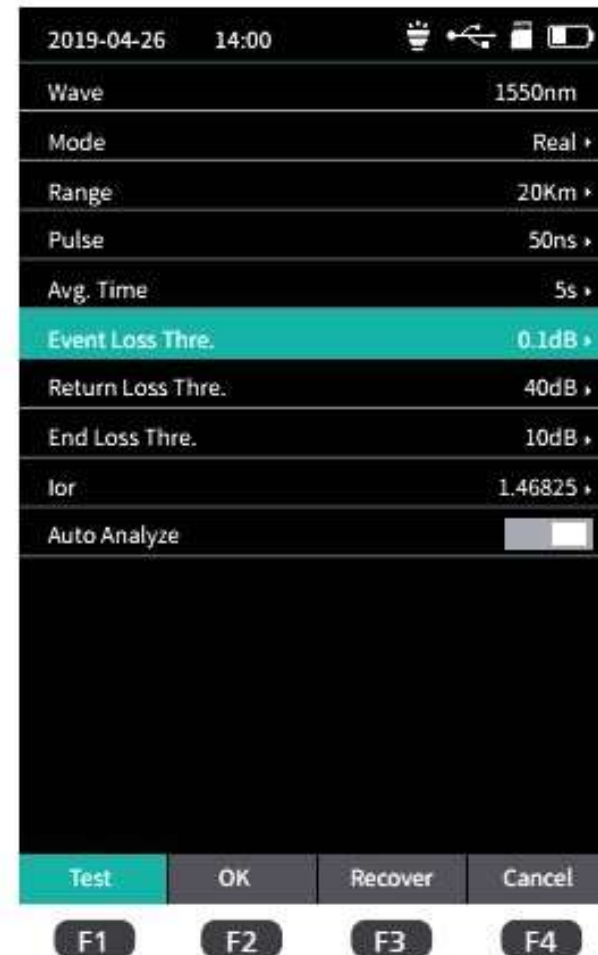 2019-04-26 14:00
Wave 1550nm
Mode Real
Range 20Km
Pulse 50ns
Avg. Time 5s
Event Loss Thre. 0.1dB
Return Loss Thre. 40dB
End Loss Thre. 10dB
Ior 1.46825
Auto Analyze
Test OK Recover Cancel
F1 F2 F3 F4